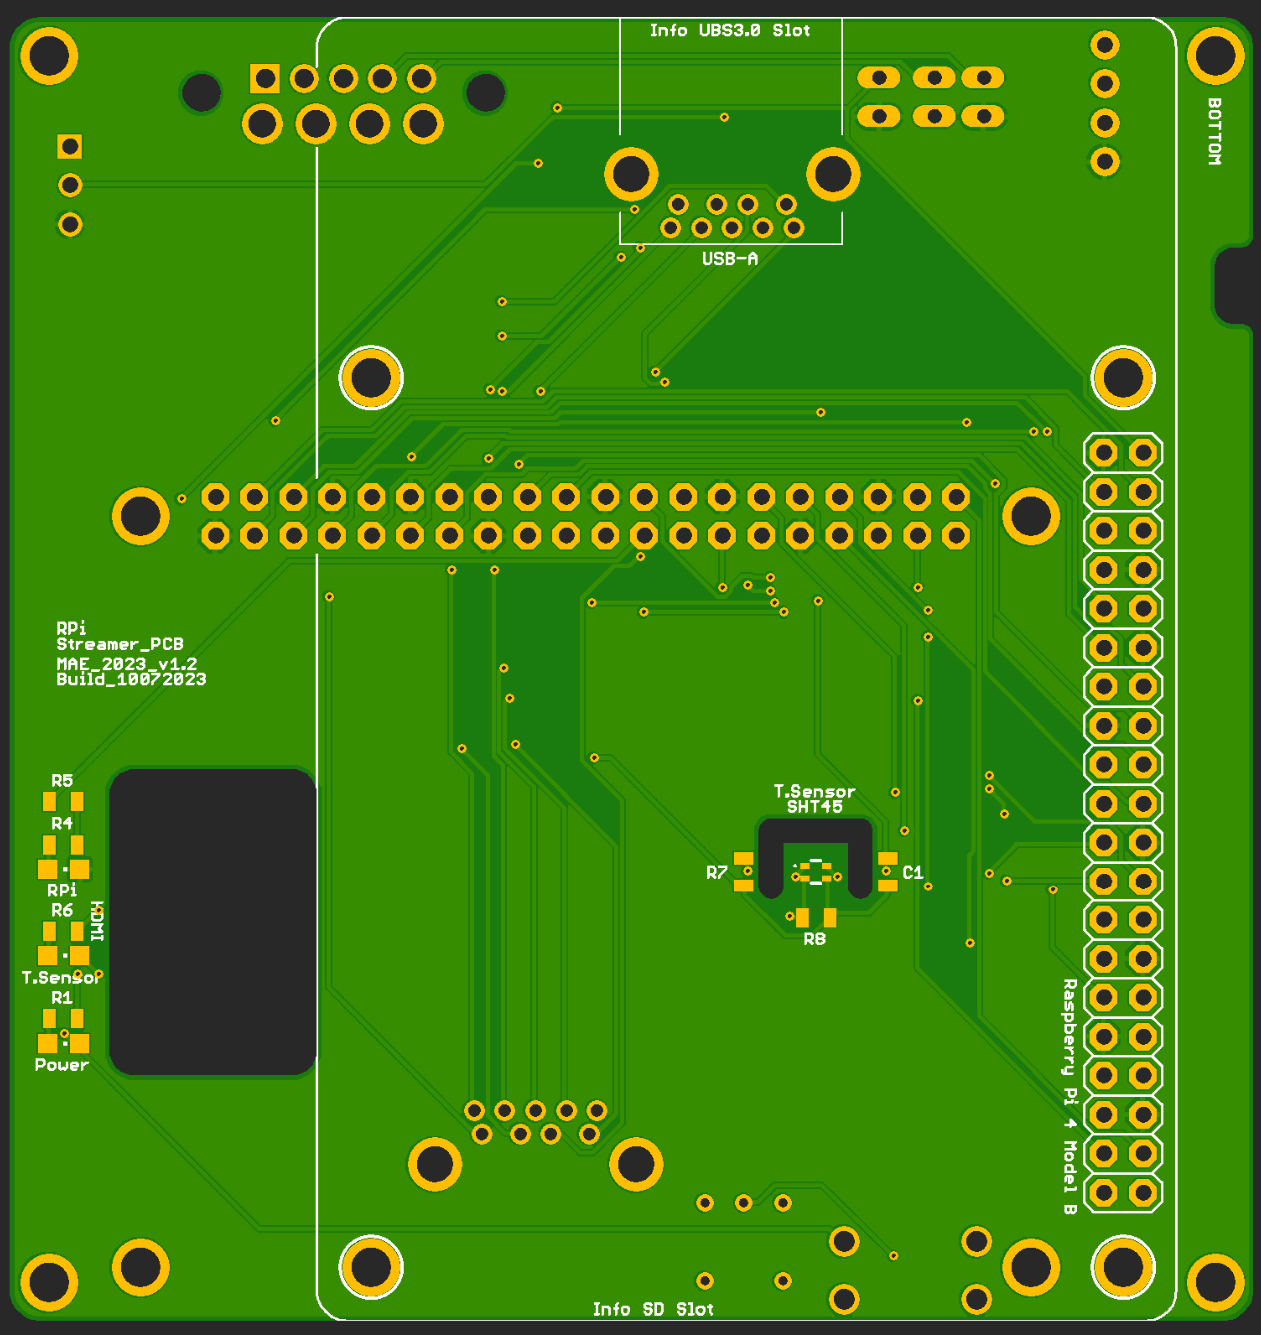 Info UBS3.0 Slot
BOTTOM
USB-A
RPi
Streamer_PCB
MAE_2023_v1.2
Build_10072023
R5
R4
RPi
R6
HDMI
T.Sensor
R1
Power
T.Sensor
SHT45
R7
C1
R8
Raspberry Pi 4 Model B
Info SD Slot